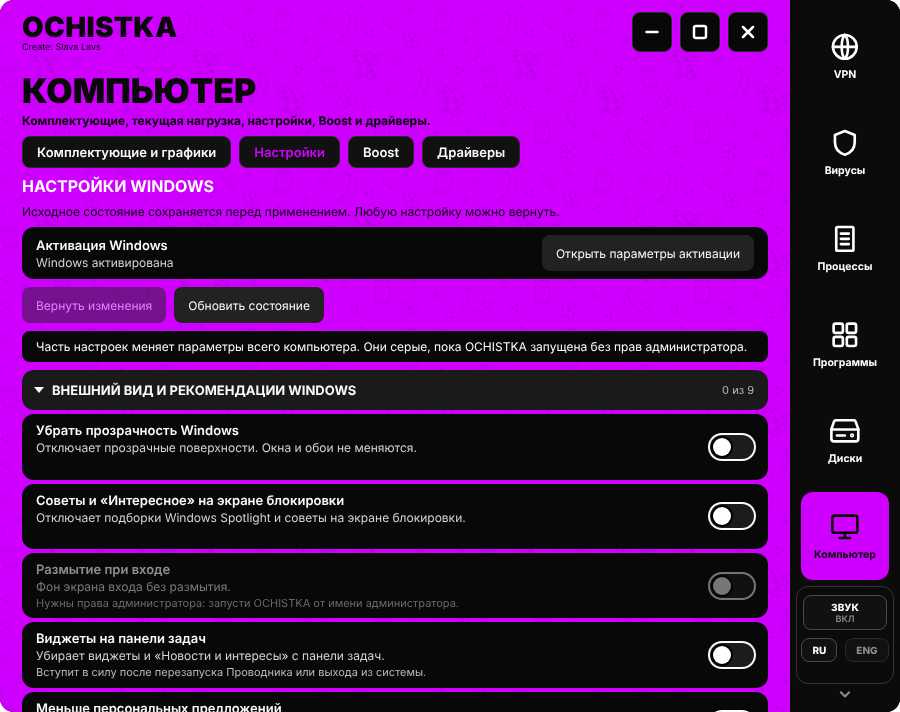 OCHISTKA
Create: Slava Lavs
КОМПЬЮТЕР
Комплектующие, текущая нагрузка, настройки, Boost и драйверы.
Комплектующие и графики
Настройки
Boost
Драйверы
НАСТРОЙКИ WINDOWS
Исходное состояние сохраняется перед применением. Любую настройку можно вернуть.
Активация Windows
Windows активирована
Открыть параметры активации
Вернуть изменения
Обновить состояние
Часть настроек меняет параметры всего компьютера. Они серые, пока OCHISTKA запущена без прав администратора.
ВНЕШНИЙ ВИД И РЕКОМЕНДАЦИИ WINDOWS
0 из 9
Убрать прозрачность Windows
Отключает прозрачные поверхности. Окна и обои не меняются.
Советы и «Интересное» на экране блокировки
Отключает подборки Windows Spotlight и советы на экране блокировки.
Размытие при входе
Фон экрана входа без размытия.
Нужны права администратора: запусти OCHISTKA от имени администратора.
Виджеты на панели задач
Убирает виджеты и «Новости и интересы» с панели задач.
Вступит в силу после перезапуска Проводника или выхода из системы.
Меньше персональных предложений
VPN
Вирусы
Процессы
Программы
Диски
Компьютер
ЗВУК
ВКЛ
RU
ENG